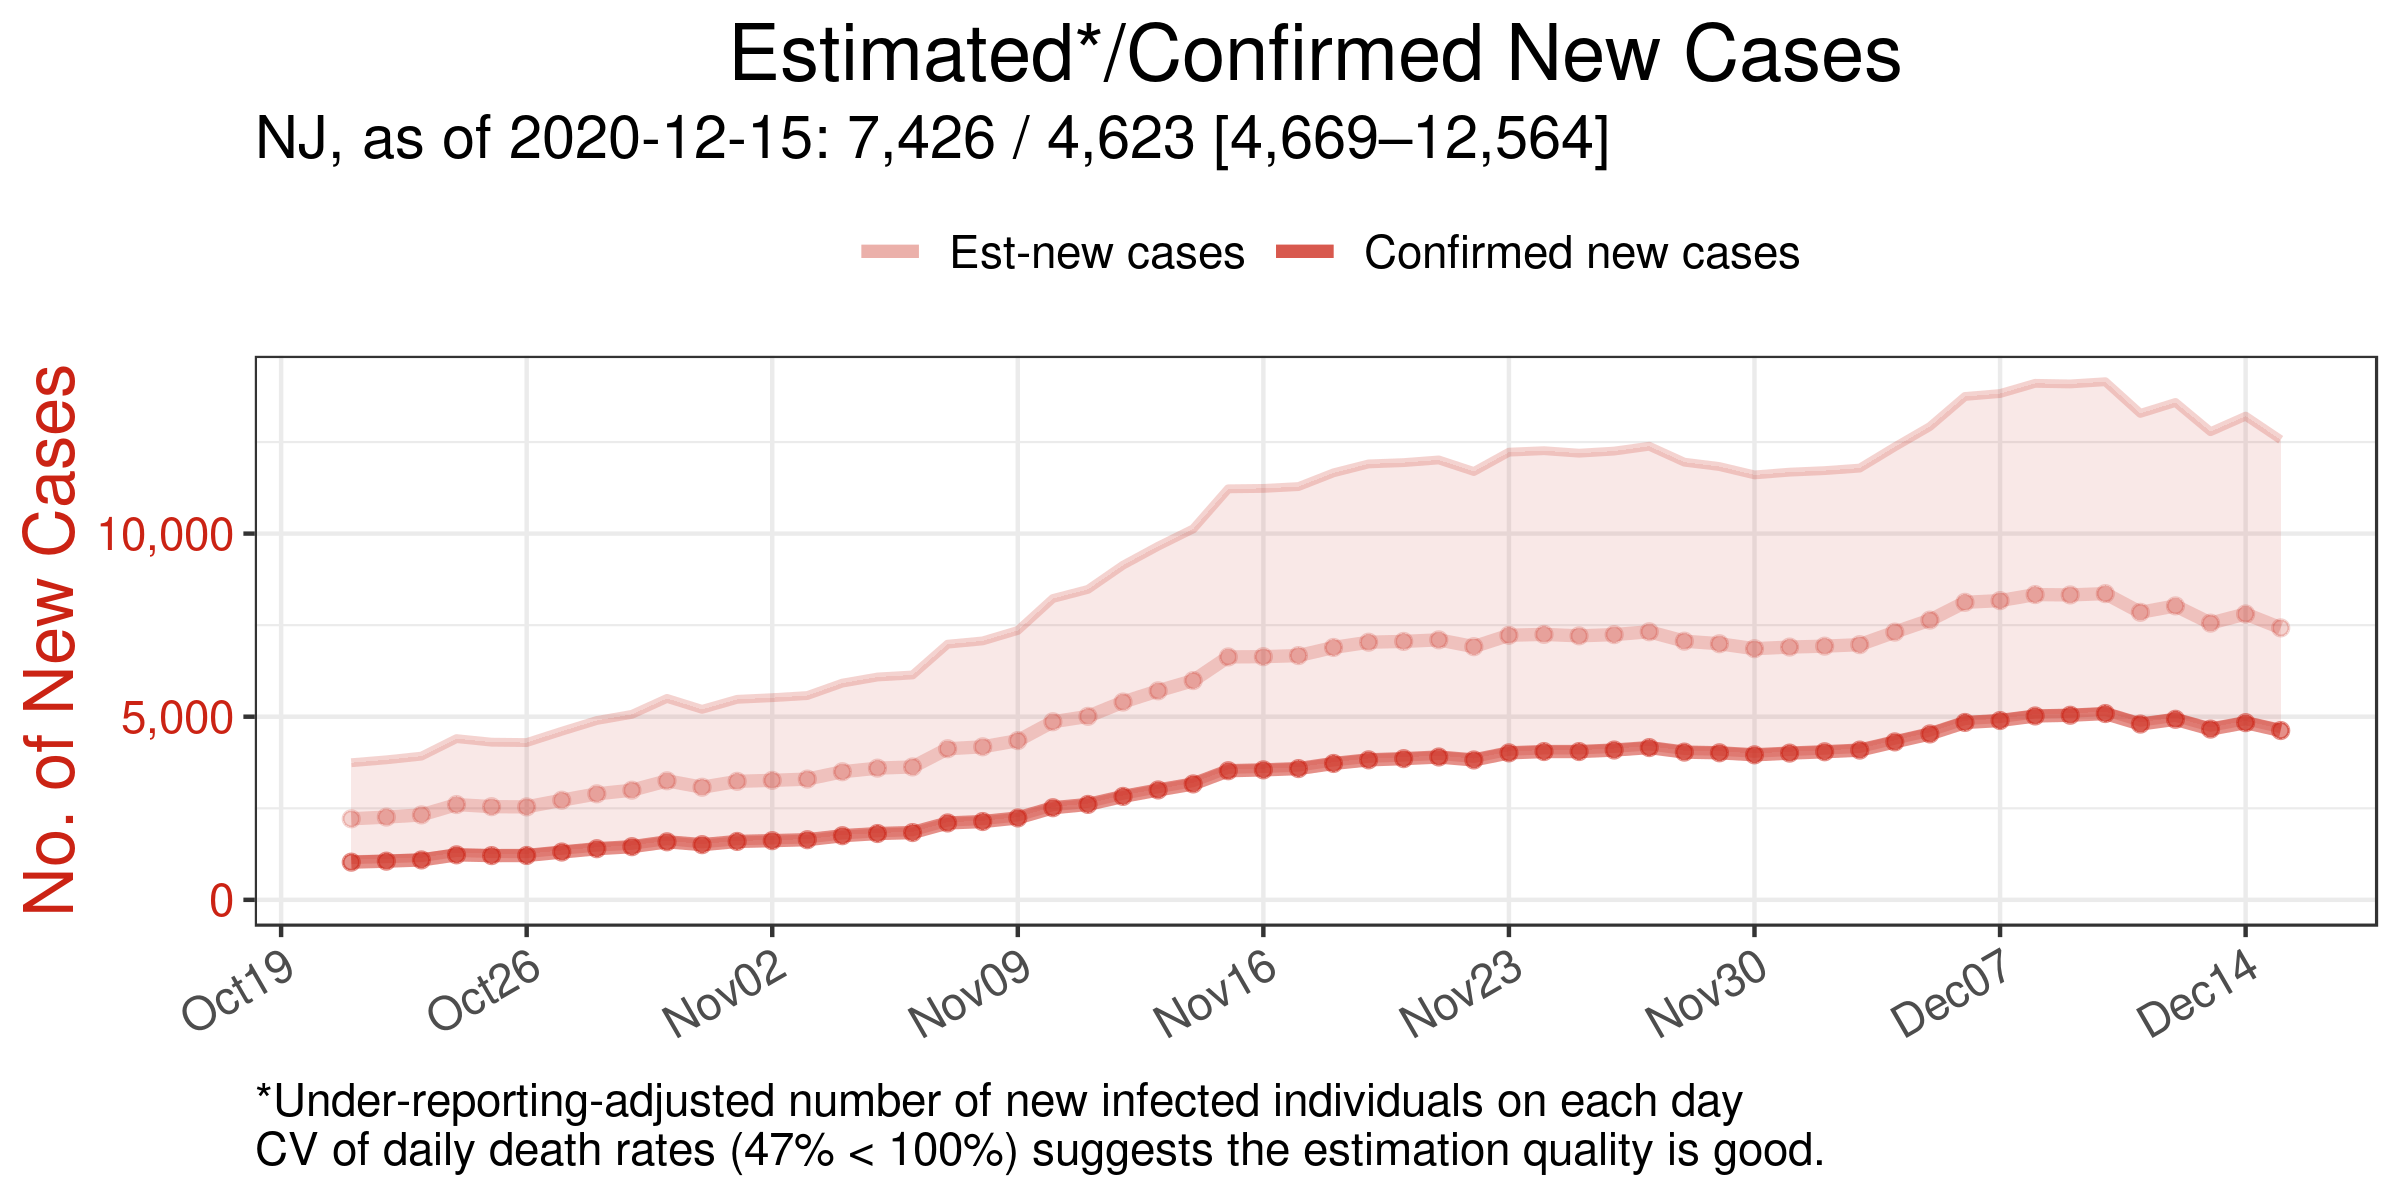 Estimated*/Confirmed New Cases
NJ, as of 2020-12-15: 7,426 / 4,623 [4,669–12,564]
Est-new cases
Confirmed new cases
No. of New Cases
10,000
5,000
0
Oct19
Oct26
Nov02
Nov09
Nov16
Nov23
Nov30
Dec07
Dec14
*Under-reporting-adjusted number of new infected individuals on each day
CV of daily death rates (47% < 100%) suggests the estimation quality is good.